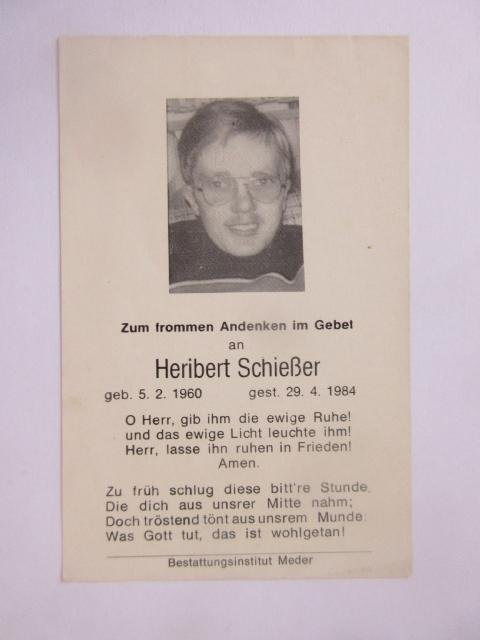 Zum frommen Andenken im Gebet
an
Heribert Schießer
geb. 5. 2. 1960 gest. 29. 4. 1984
O Herr, gib ihm die ewige Ruhe!
und das ewige Licht leuchte ihm!
Herr, lasse ihn ruhen in Frieden!
Amen.
Zu früh schlug diese bitt're Stunde,
Die dich aus unsrer Mitte nahm;
Doch tröstend tönt aus unsrem Munde:
Was Gott tut, das ist wohlgetan!
Bestattungsinstitut Meder